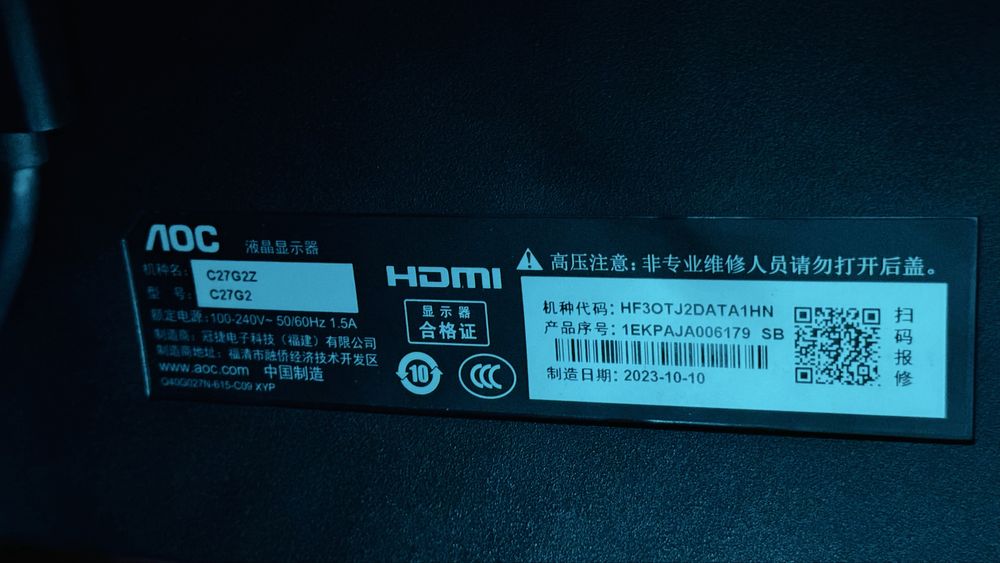 AOC 液晶显示器
机种名: C27G2Z
型 号: C27G2
额定电源:100-240V~ 50/60Hz 1.5A
制造商: 冠捷电子科技（福建）有限公司
制造商地址: 福清市融侨经济技术开发区
www.aoc.com 中国制造
Q40G027N-615-C09 XYP
HDMI
显示器
合格证
10
CCC
高压注意:非专业维修人员请勿打开后盖。
机种代码: HF3OTJ2DATA1HN
产品序号: 1EKPAJA006179 SB
制造日期: 2023-10-10
扫码报修